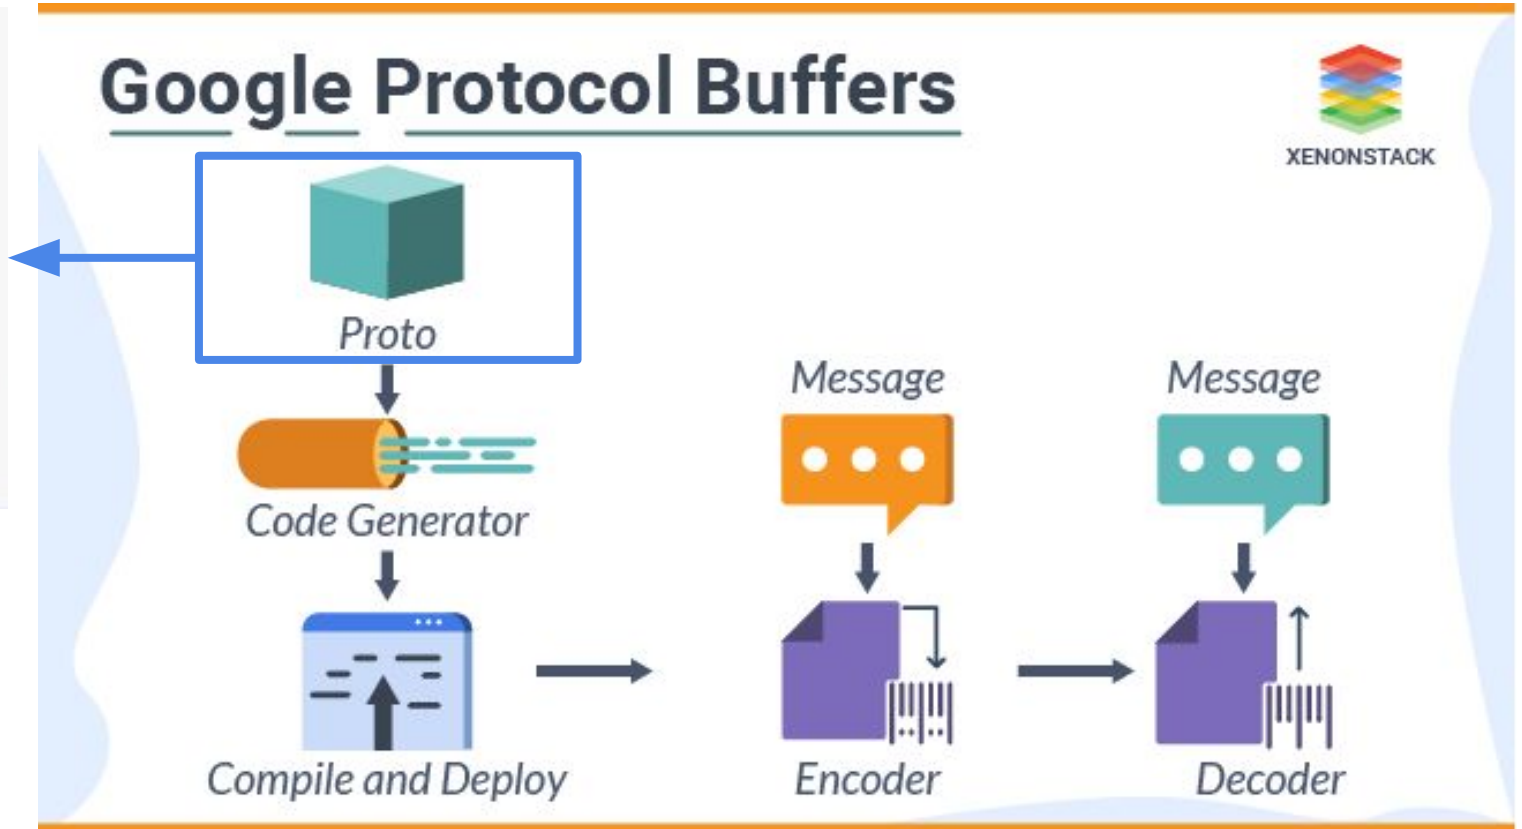 Google Protocol Buffers
XENONSTACK
Proto
Message
Message
Code Generator
Compile and Deploy
Encoder
Decoder